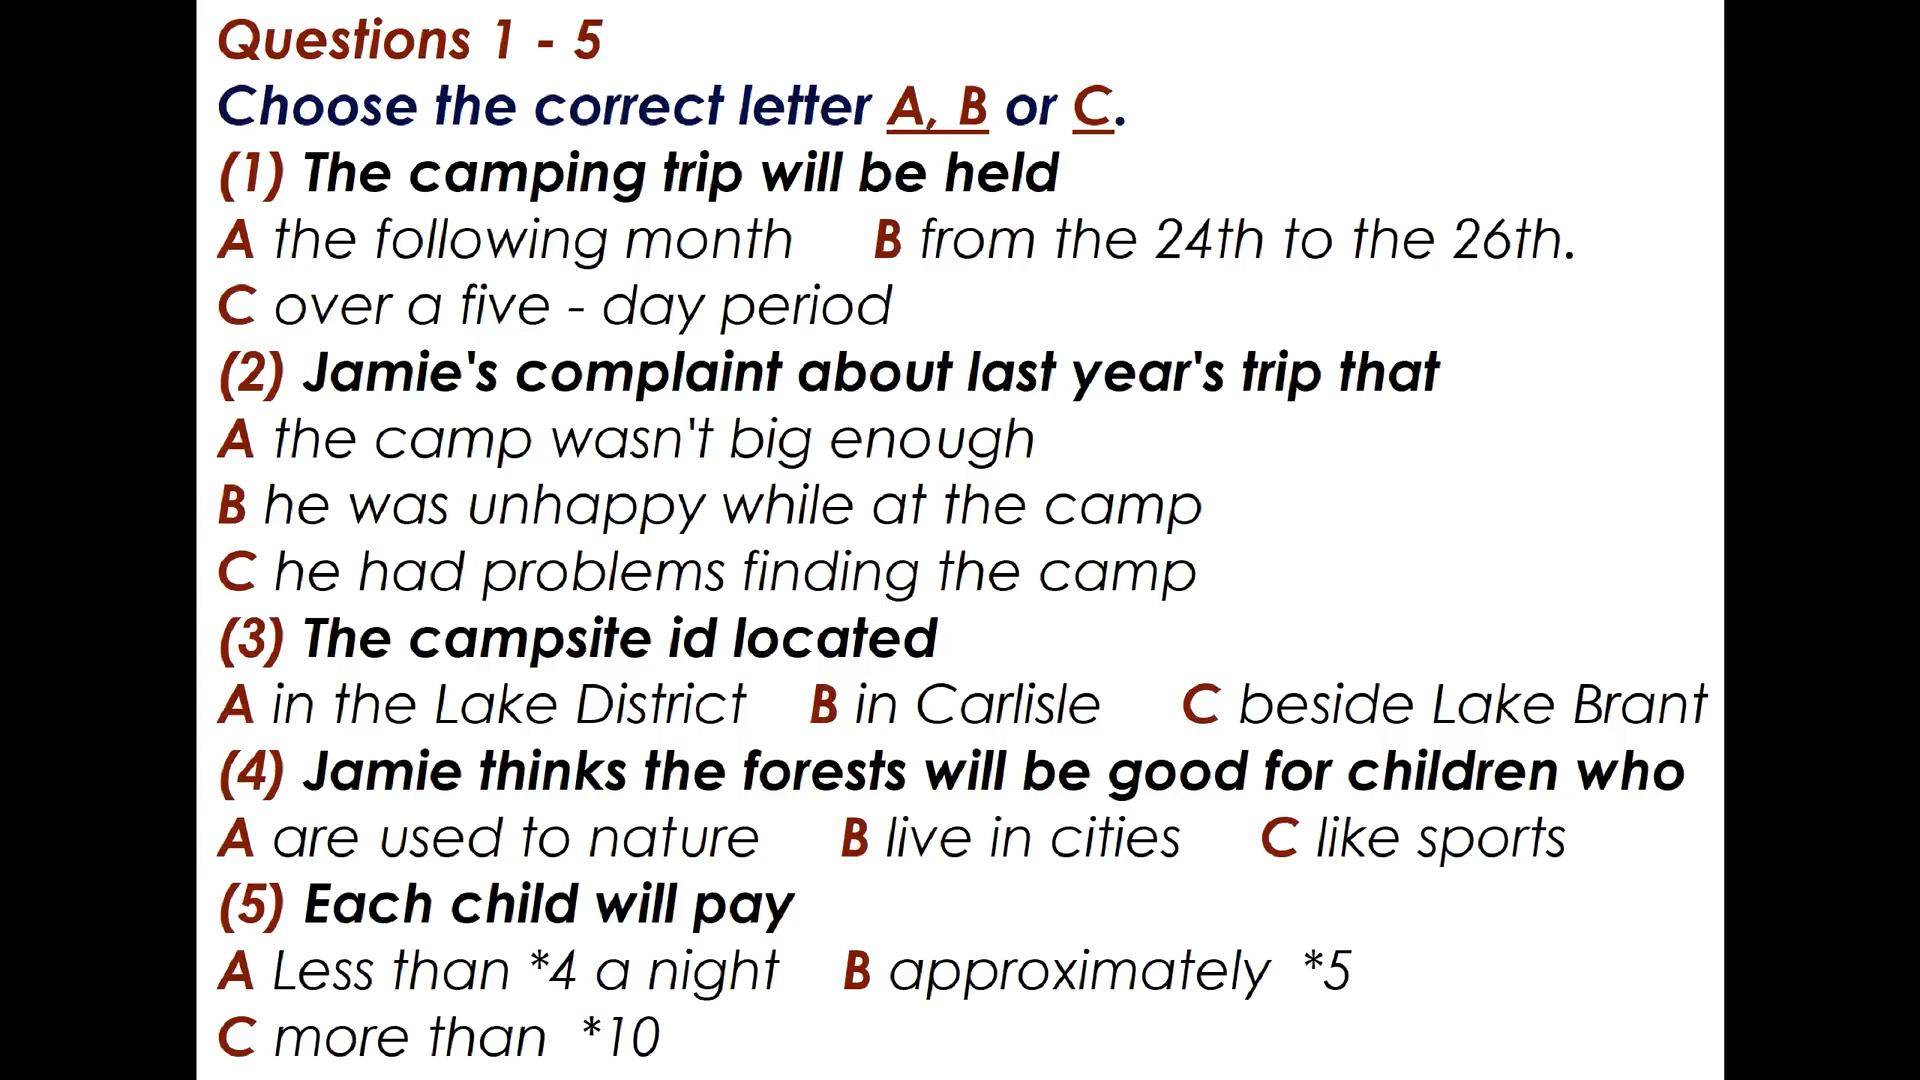 Questions 1 - 5
Choose the correct letter A, B or C.
(1) The camping trip will be held
A the following month B from the 24th to the 26th.
C over a five - day period
(2) Jamie's complaint about last year's trip that
A the camp wasn't big enough
B he was unhappy while at the camp
C he had problems finding the camp
(3) The campsite id located
A in the Lake District B in Carlisle C beside Lake Brant
(4) Jamie thinks the forests will be good for children who
A are used to nature B live in cities C like sports
(5) Each child will pay
A Less than *4 a night B approximately *5
C more than *10